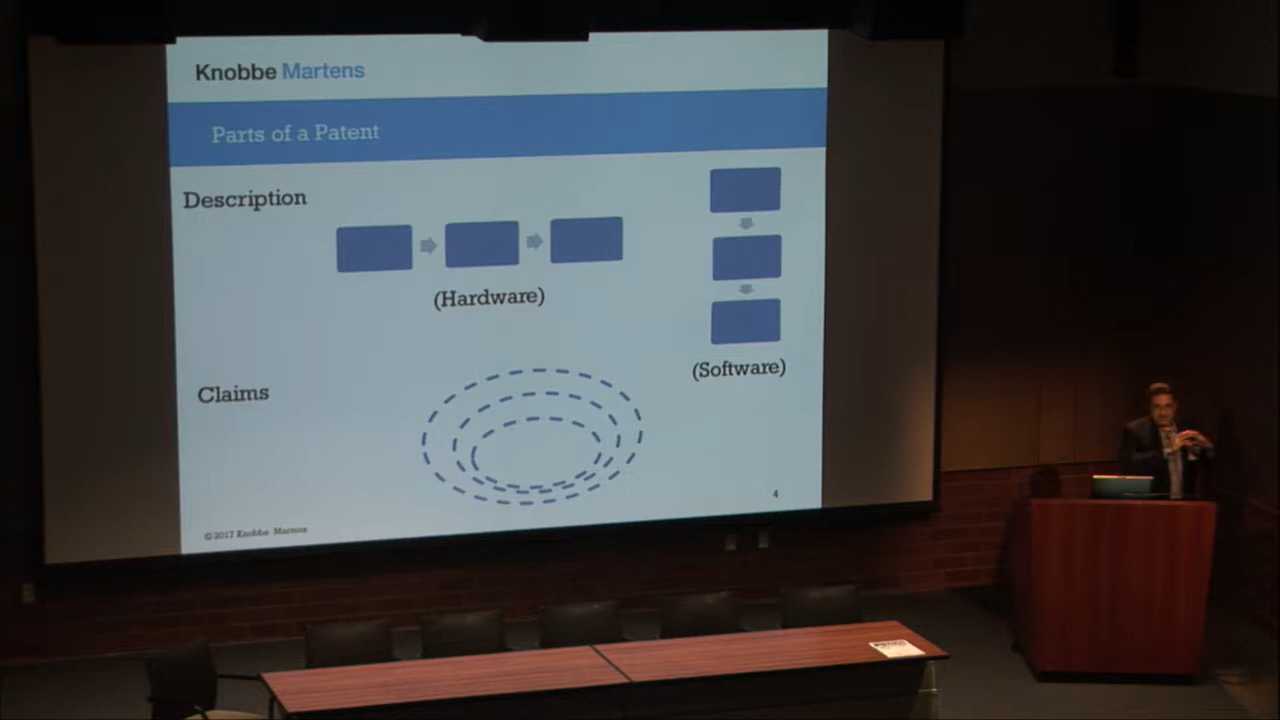 Knobbe Martens
Parts of a Patent
Description
(Hardware)
(Software)
Claims
4
© 2017 Knobbe Martens